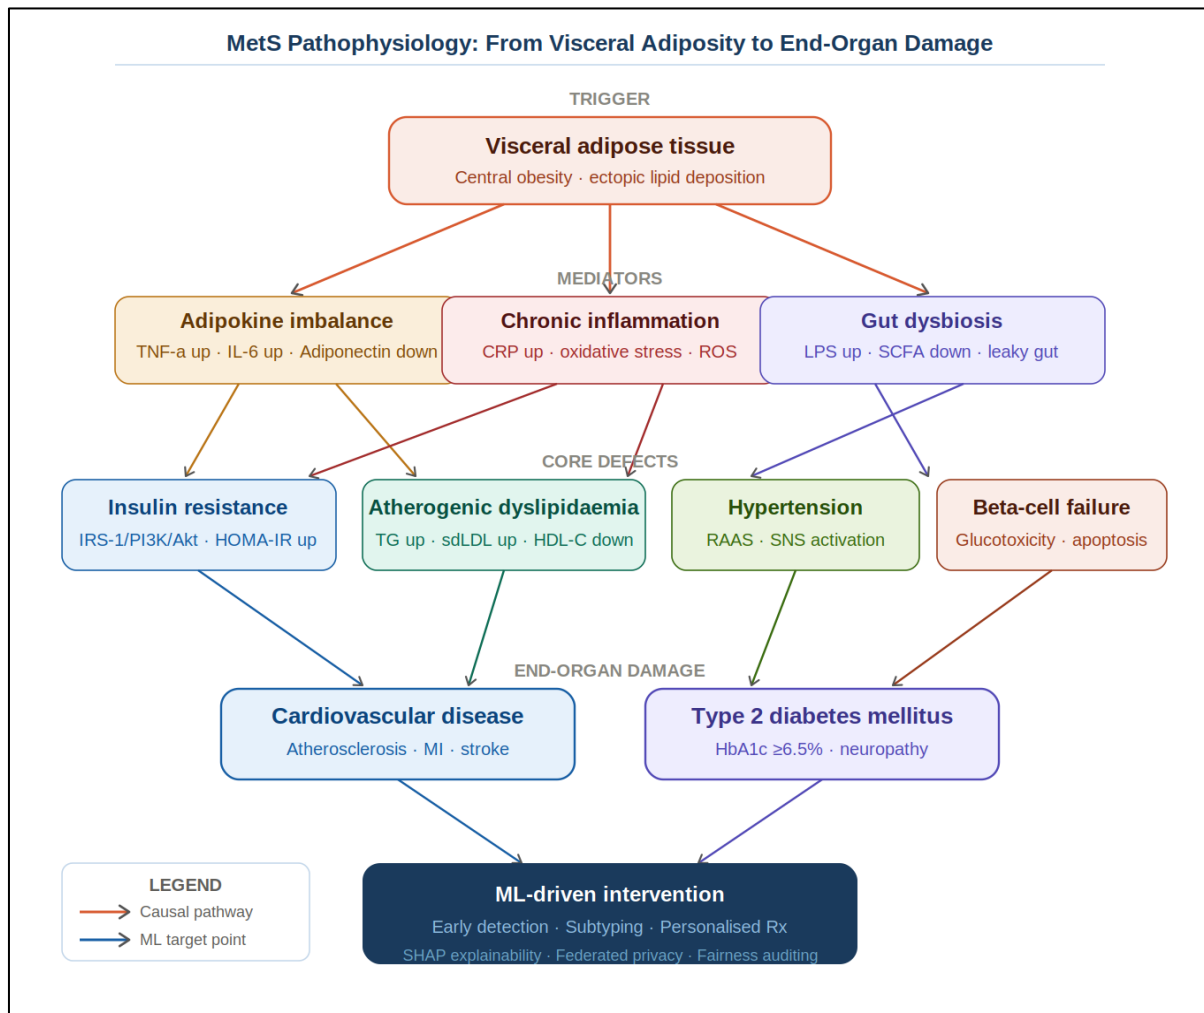 MetS Pathophysiology: From Visceral Adiposity to End-Organ Damage
TRIGGER
Visceral adipose tissue
Central obesity · ectopic lipid deposition
MEDIATORS
Adipokine imbalance
TNF-a up · IL-6 up · Adiponectin down
Chronic inflammation
CRP up · oxidative stress · ROS
Gut dysbiosis
LPS up · SCFA down · leaky gut
CORE DEFECTS
Insulin resistance
IRS-1/PI3K/Akt · HOMA-IR up
Atherogenic dyslipidaemia
TG up · sdLDL up · HDL-C down
Hypertension
RAAS · SNS activation
Beta-cell failure
Glucotoxicity · apoptosis
END-ORGAN DAMAGE
Cardiovascular disease
Atherosclerosis · MI · stroke
Type 2 diabetes mellitus
HbA1c ≥6.5% · neuropathy
LEGEND
Causal pathway
ML target point
ML-driven intervention
Early detection · Subtyping · Personalised Rx
SHAP explainability · Federated privacy · Fairness auditing